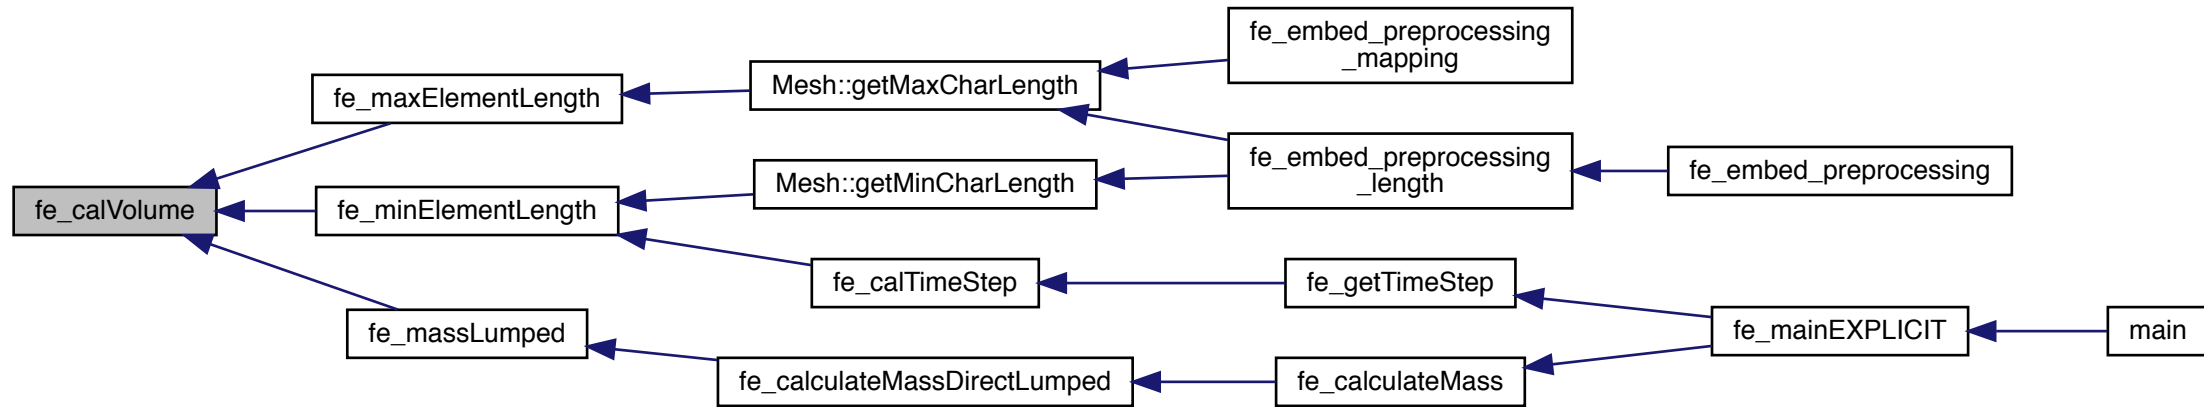 fe_embed_preprocessing
_mapping
Mesh::getMaxCharLength
fe_maxElementLength
fe_embed_preprocessing
_length
fe_embed_preprocessing
Mesh::getMinCharLength
fe_calVolume
fe_minElementLength
fe_calTimeStep
fe_getTimeStep
fe_massLumped
fe_mainEXPLICIT
main
fe_calculateMassDirectLumped
fe_calculateMass